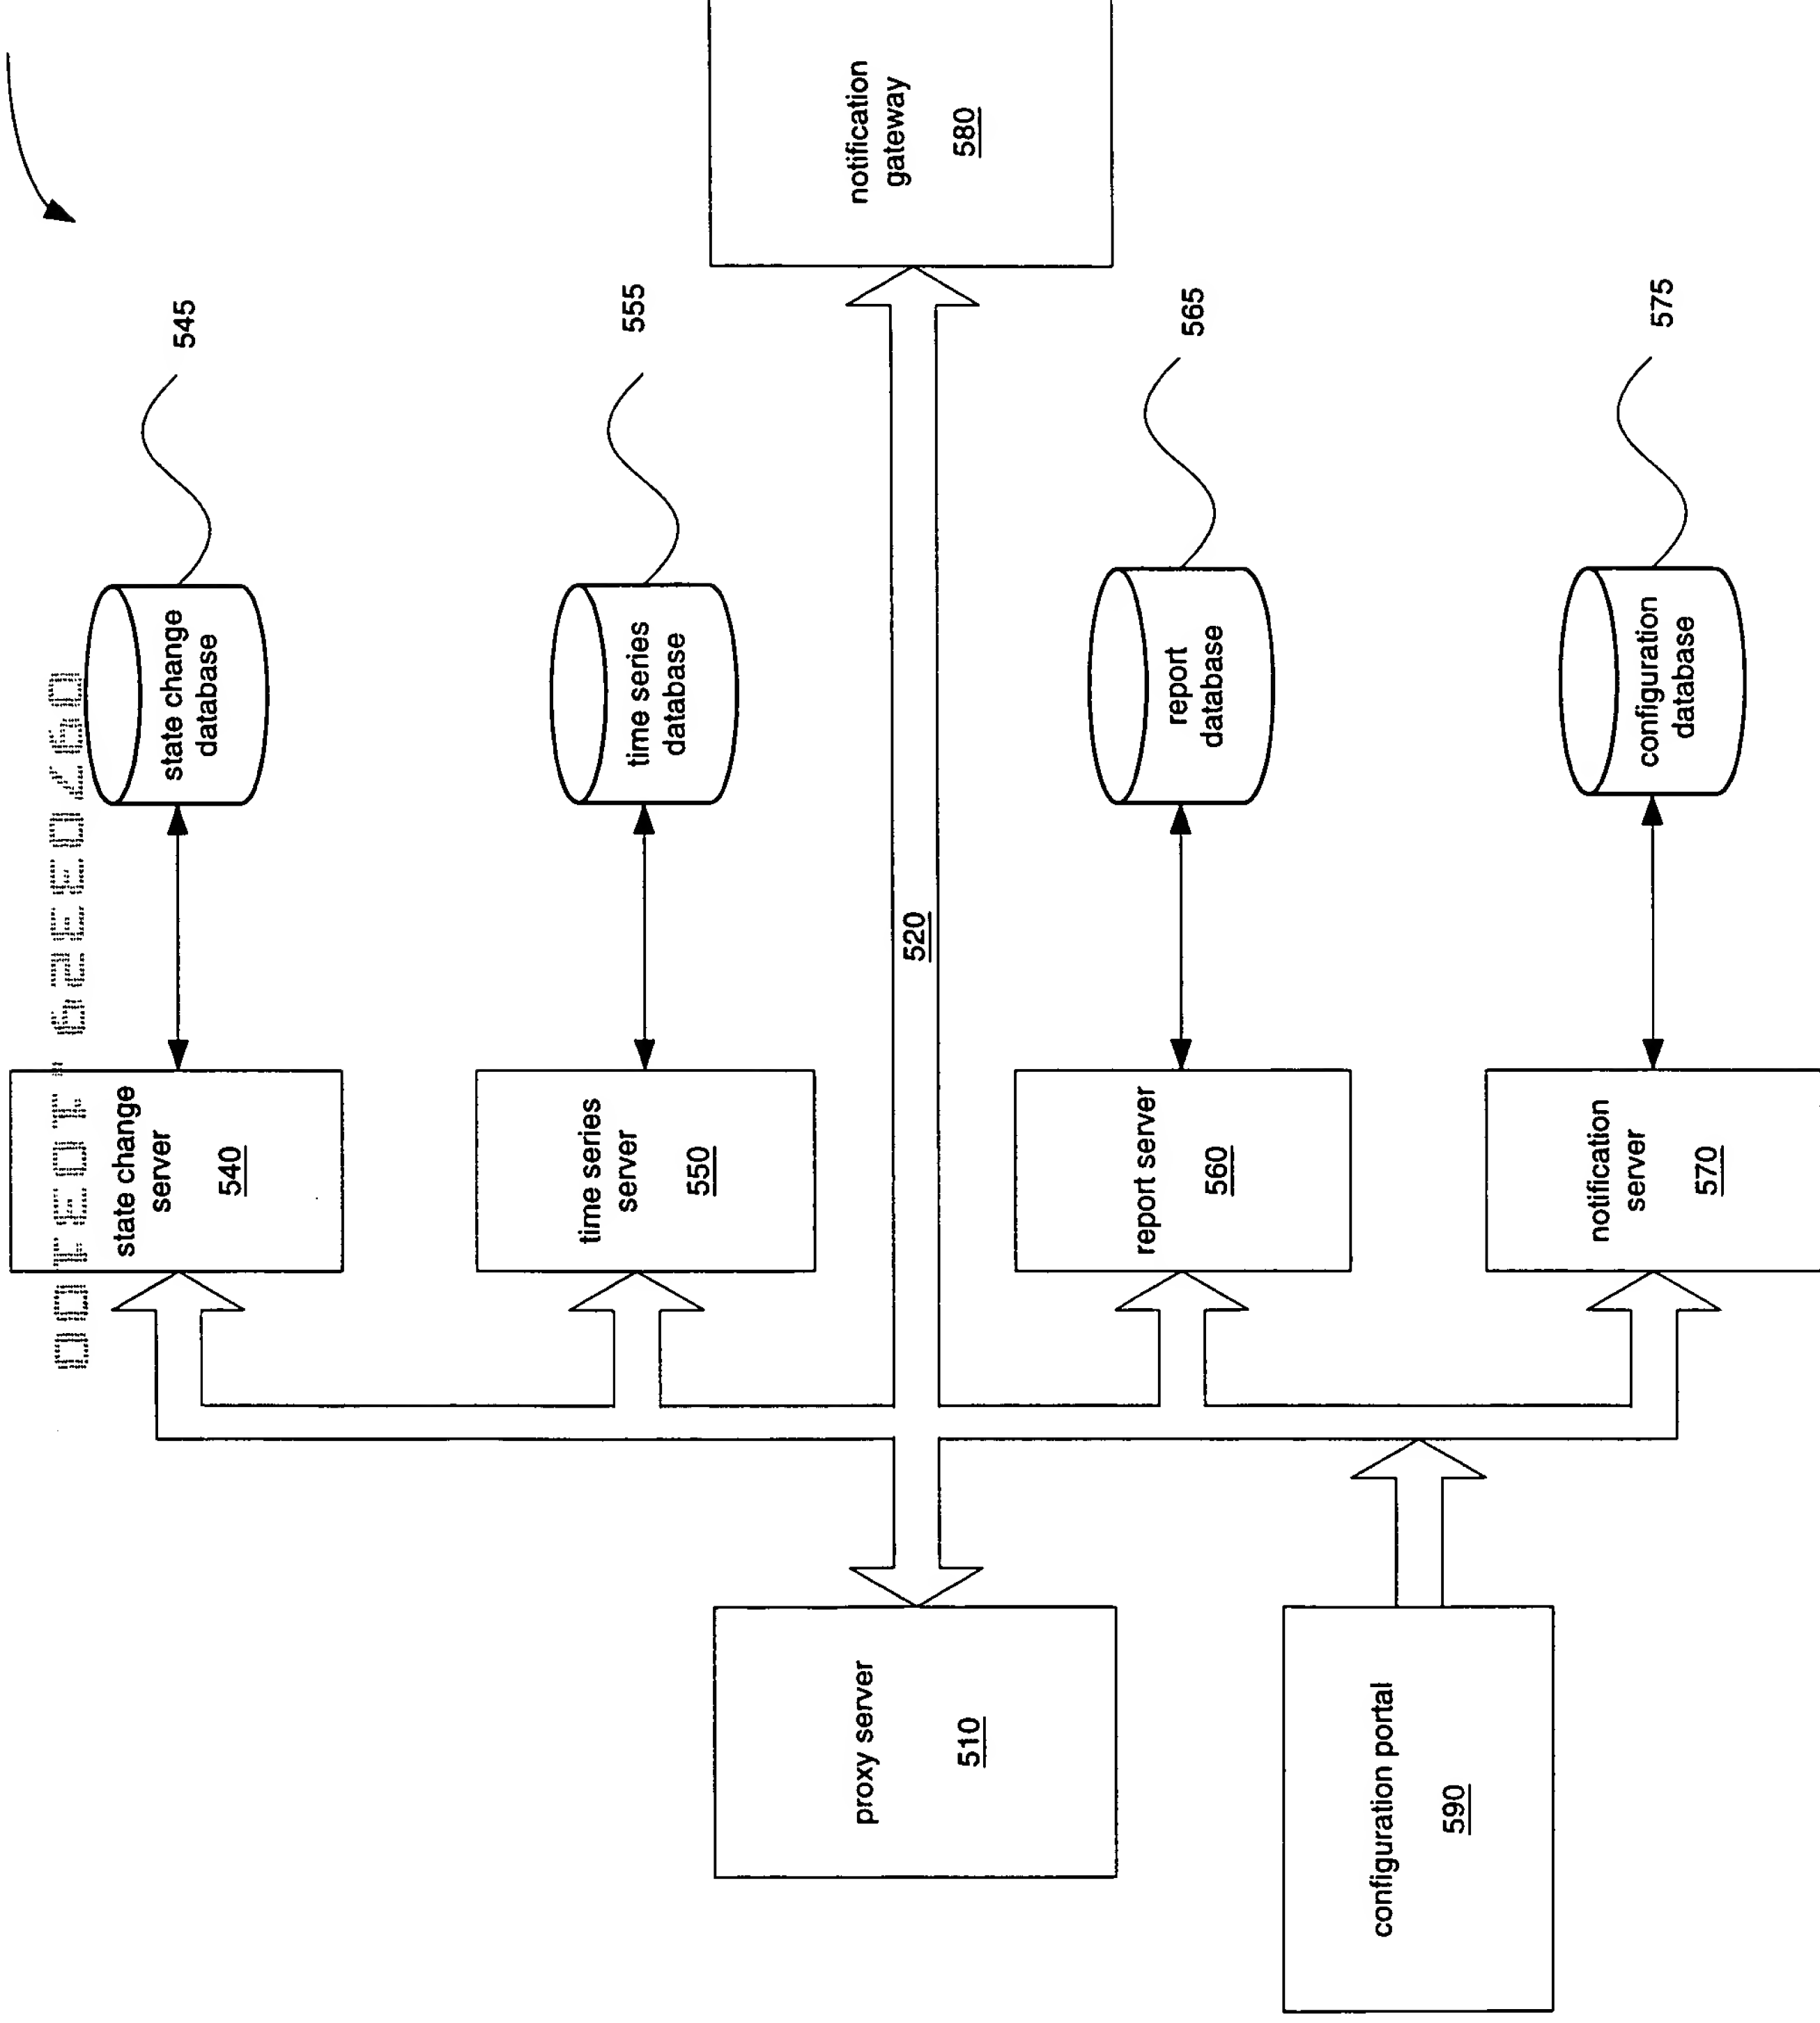 state change
server
540
state change
database
545
time series
server
550
time series
database
555
proxy server
510
520
notification
gateway
580
report server
560
report
database
565
configuration portal
590
notification
server
570
configuration
database
575